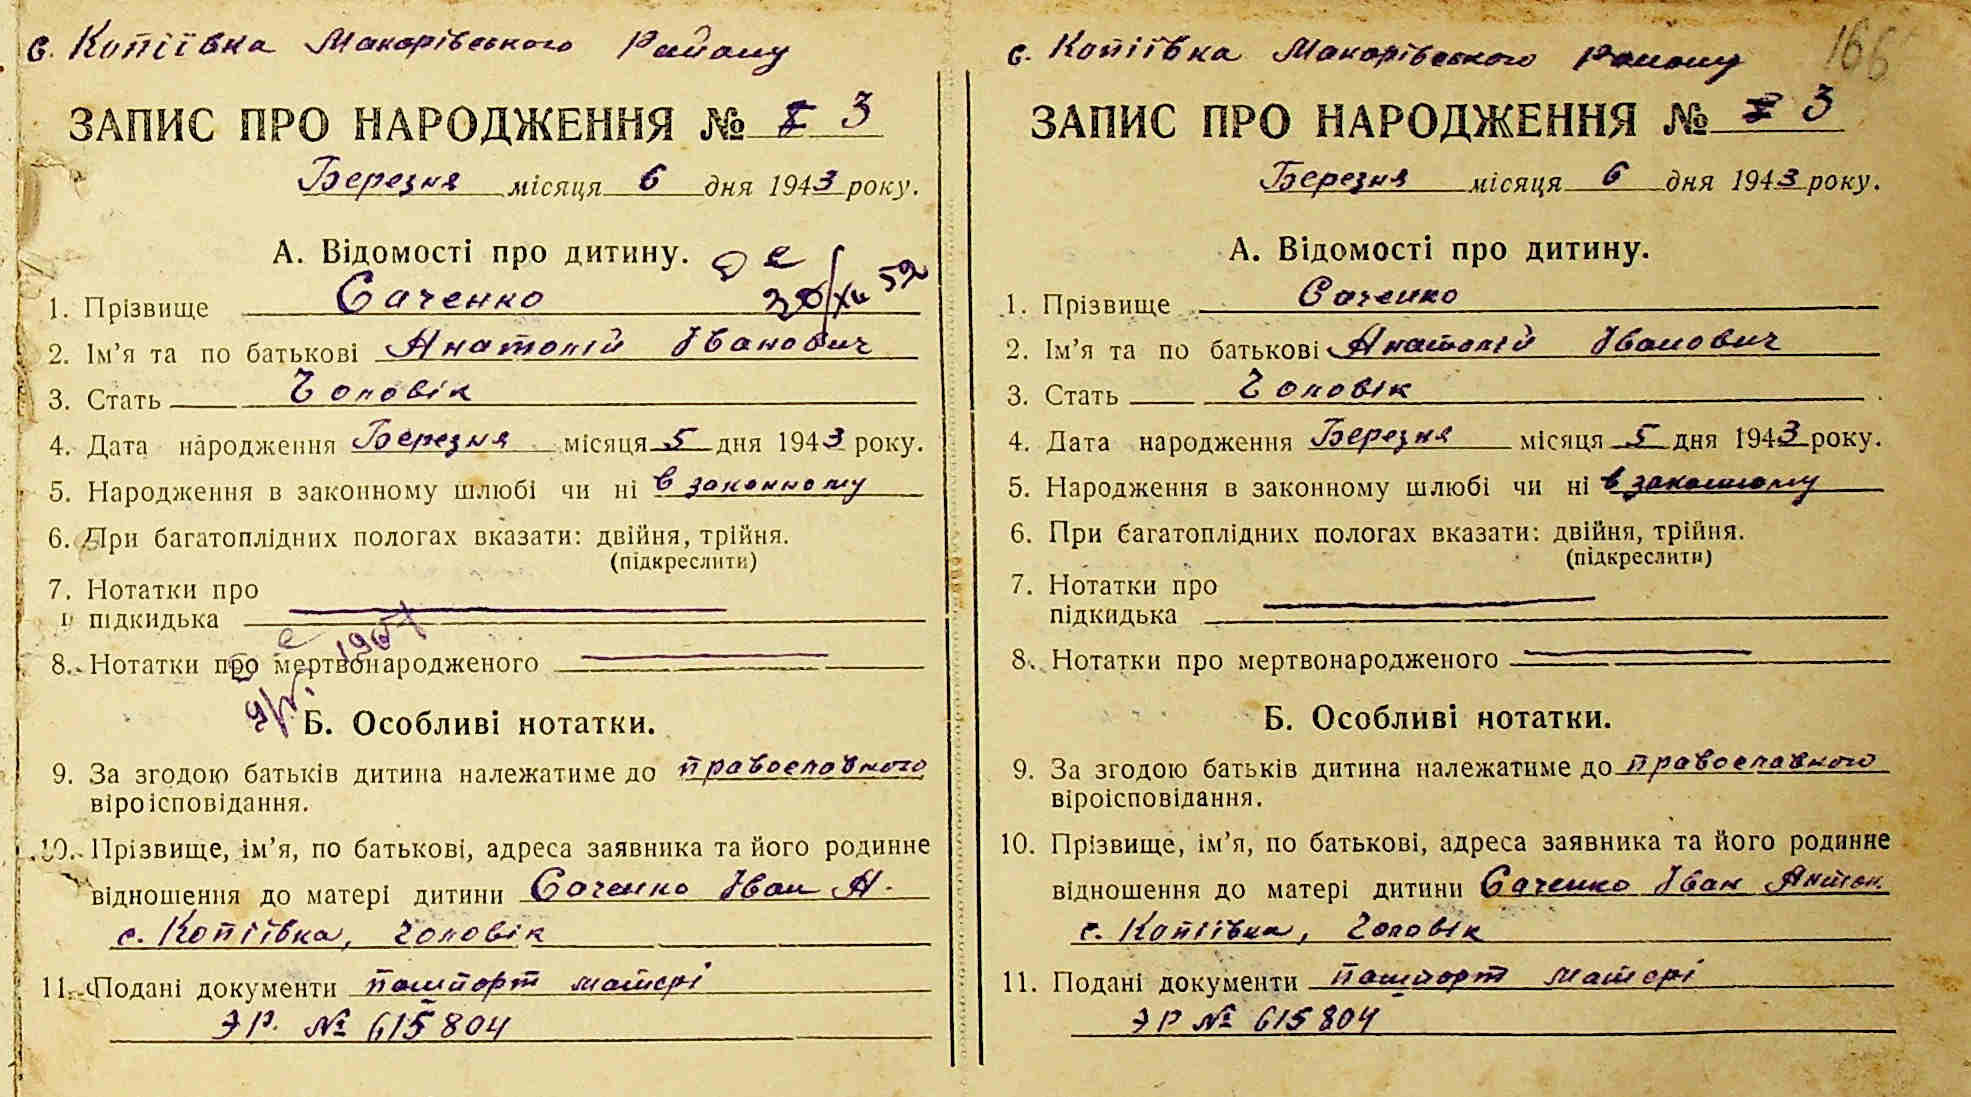 с. Копіївка Макарівського Району
ЗАПИС ПРО НАРОДЖЕННЯ № 3
Березня місяця 6 дня 1943 року.
А. Відомості про дитину.
1. Прізвище Саченко
2. Ім’я та по батькові Анатолій Іванович
3. Стать Чоловік
4. Дата народження Березня місяця 5 дня 1943 року.
5. Народження в законному шлюбі чи ні в законному
6. При багатоплідних пологах вказати: двійня, трійня.
(підкреслити)
7. Нотатки про
підкидька
8. Нотатки про мертвонародженого
Б. Особливі нотатки.
9. За згодою батьків дитина належатиме до православного
віроісповідання.
10. Прізвище, ім’я, по батькові, адреса заявника та його родинне
відношення до матері дитини Саченко Іван А.
с. Копіївка, чоловік
11. Подані документи пашпорт матері
ЭР. № 615804
166
с. Копіївка Макарівського Району
ЗАПИС ПРО НАРОДЖЕННЯ № 3
Березня місяця 6 дня 1943 року.
А. Відомості про дитину.
1. Прізвище Саченко
2. Ім’я та по батькові Анатолій Іванович
3. Стать Чоловік
4. Дата народження Березня місяця 5 дня 1943 року.
5. Народження в законному шлюбі чи ні в законному
6. При багатоплідних пологах вказати: двійня, трійня.
(підкреслити)
7. Нотатки про
підкидька
8. Нотатки про мертвонародженого
Б. Особливі нотатки.
9. За згодою батьків дитина належатиме до православного
віроісповідання.
10. Прізвище, ім’я, по батькові, адреса заявника та його родинне
відношення до матері дитини Саченко Іван Антон.
с. Копіївка, Чоловік
11. Подані документи пашпорт матері
ЭР № 615804